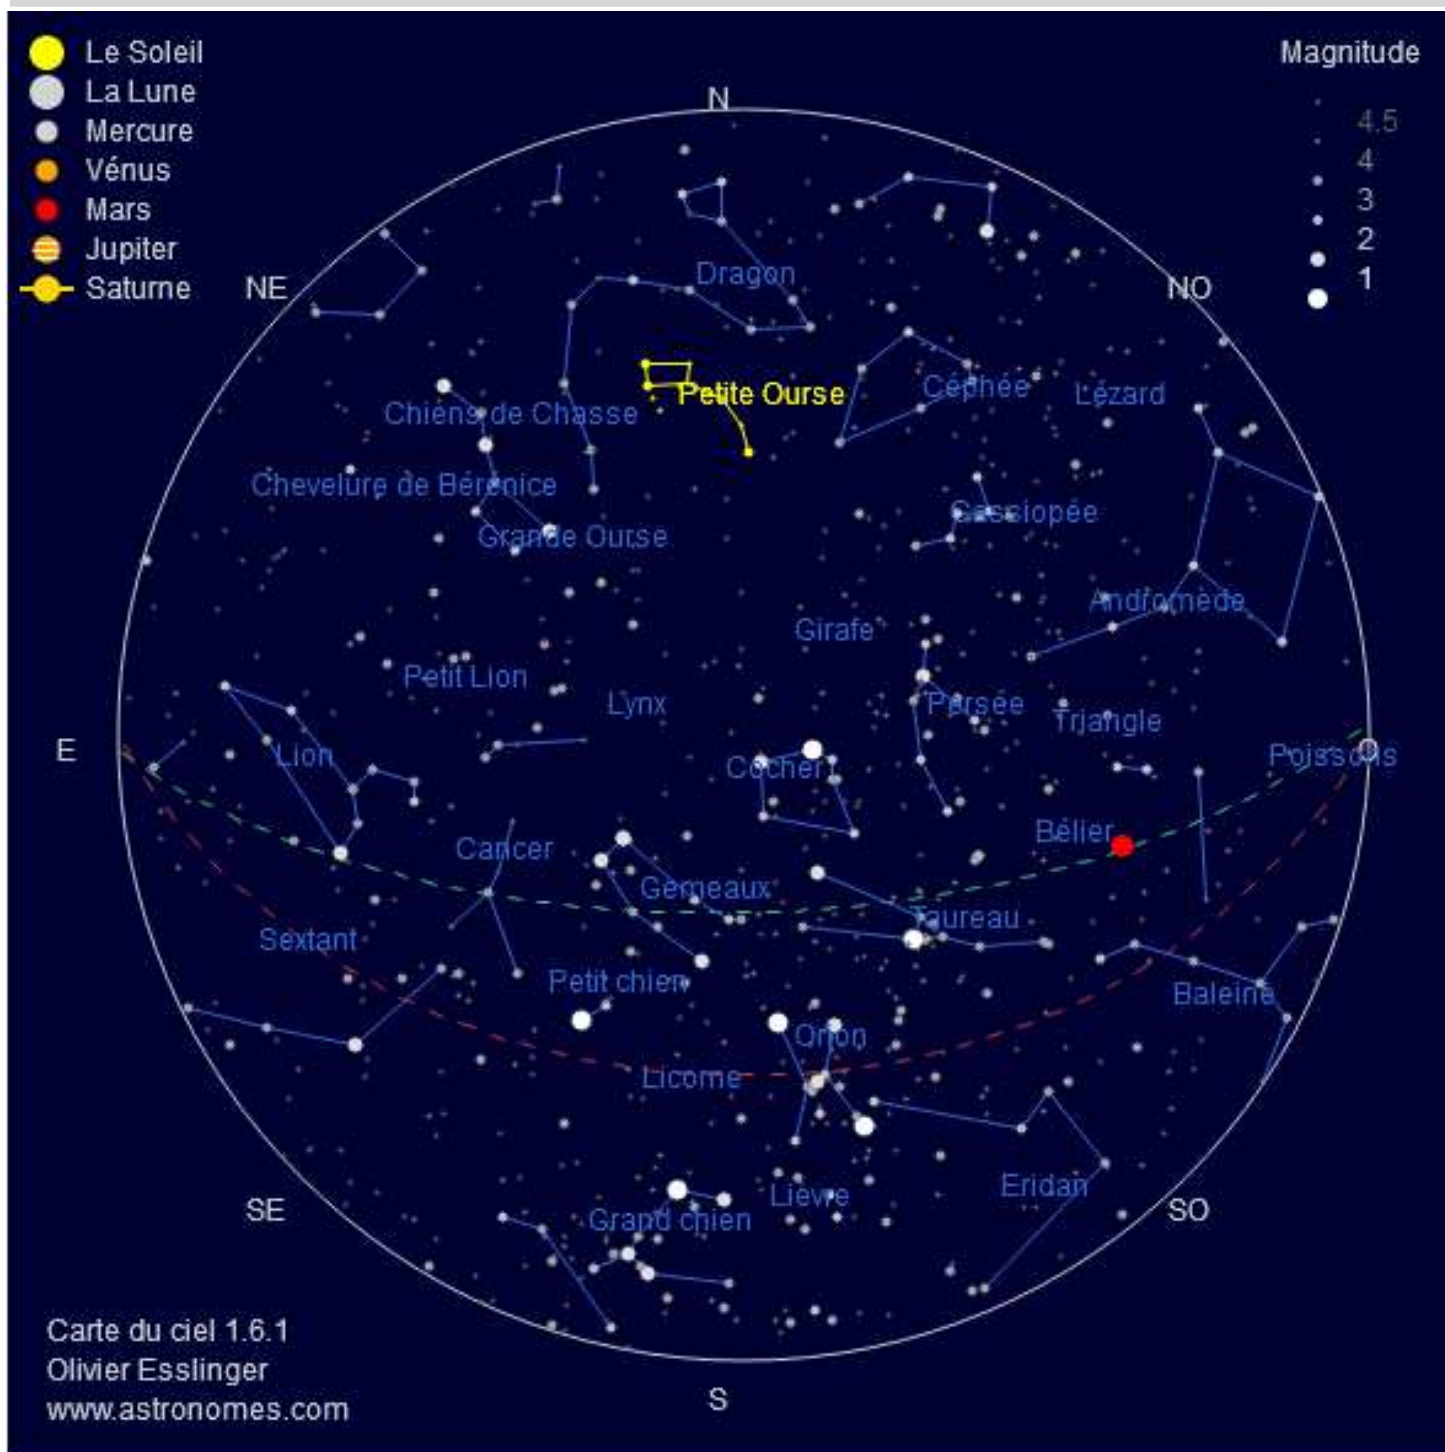 Le Soleil
La Lune
Mercure
Vénus
Mars
Jupiter
Saturne
Magnitude
4.5
4
3
2
1
N
NE
NO
E
O
SE
SO
S
Dragon
Petite Ourse
Céphée
Lézard
Chiens de Chasse
Chevelure de Bérénice
Grande Ourse
Cassiopée
Andromède
Girafe
Petit Lion
Lynx
Persée
Triangle
Lion
Cocher
Poissons
Bélier
Cancer
Gémeaux
Taureau
Sextant
Petit chien
Baleine
Orion
Licorne
Lièvre
Eridan
Grand chien
Carte du ciel 1.6.1
Olivier Esslinger
www.astronomes.com